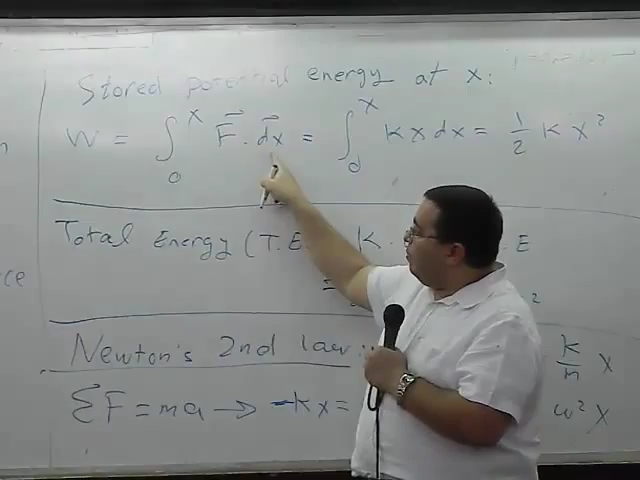 Stored potential energy at x:
W = ∫₀ˣ F⃗ · d⃗x = ∫₀ˣ K x dx = ½ K x²
Total Energy (T.E K. E
2
Newton's 2nd law: k/m x
ΣF = ma → -Kx = ω² x